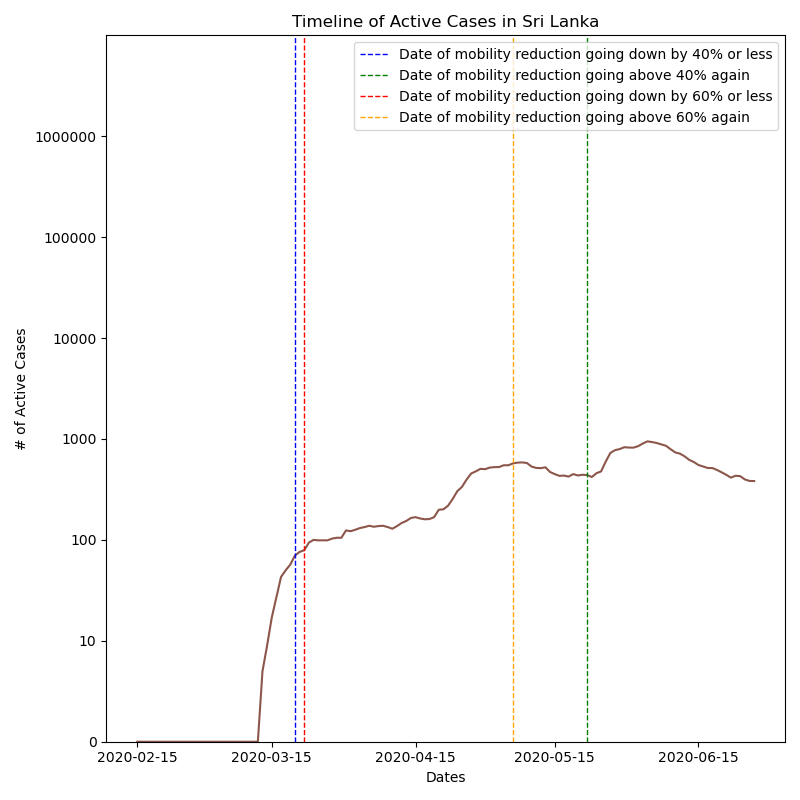 Timeline of Active Cases in Sri Lanka
Date of mobility reduction going down by 40% or less
Date of mobility reduction going above 40% again
Date of mobility reduction going down by 60% or less
Date of mobility reduction going above 60% again
# of Active Cases
1000000
100000
10000
1000
100
10
0
2020-02-15 2020-03-15 2020-04-15 2020-05-15 2020-06-15
Dates